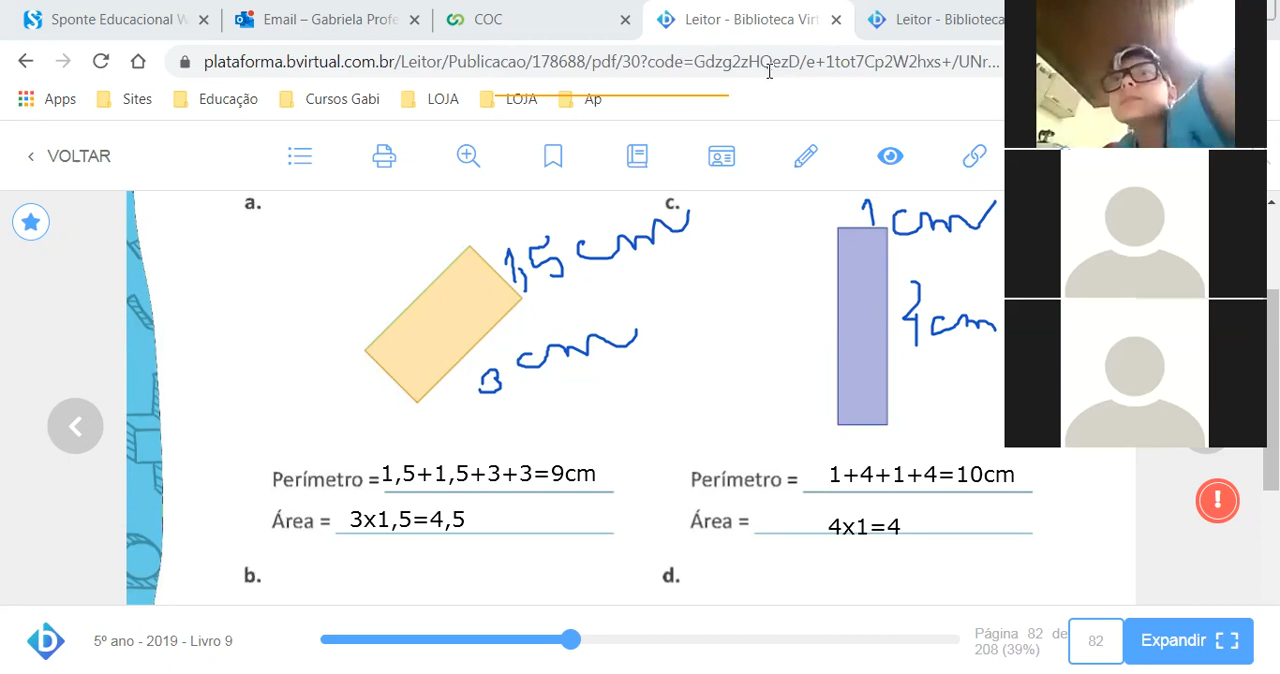 Sponte Educacional W
Email – Gabriela Profe
COC
Leitor - Biblioteca Virt
Leitor - Biblioteca
plataforma.bvirtual.com.br/Leitor/Publicacao/178688/pdf/30?code=Gdzg2zHQezD/e+1tot7Cp2W2hxs+/UNr...
Apps
Sites
Educação
Cursos Gabi
LOJA
LOJA
Ap
VOLTAR
a.
1,5 cm
3 cm
Perímetro = 1,5+1,5+3+3=9cm
Área = 3x1,5=4,5
b.
c.
1 cm
4 cm
Perímetro = 1+4+1+4=10cm
Área = 4x1=4
d.
5º ano - 2019 - Livro 9
Página 82 de
208 (39%)
82
Expandir